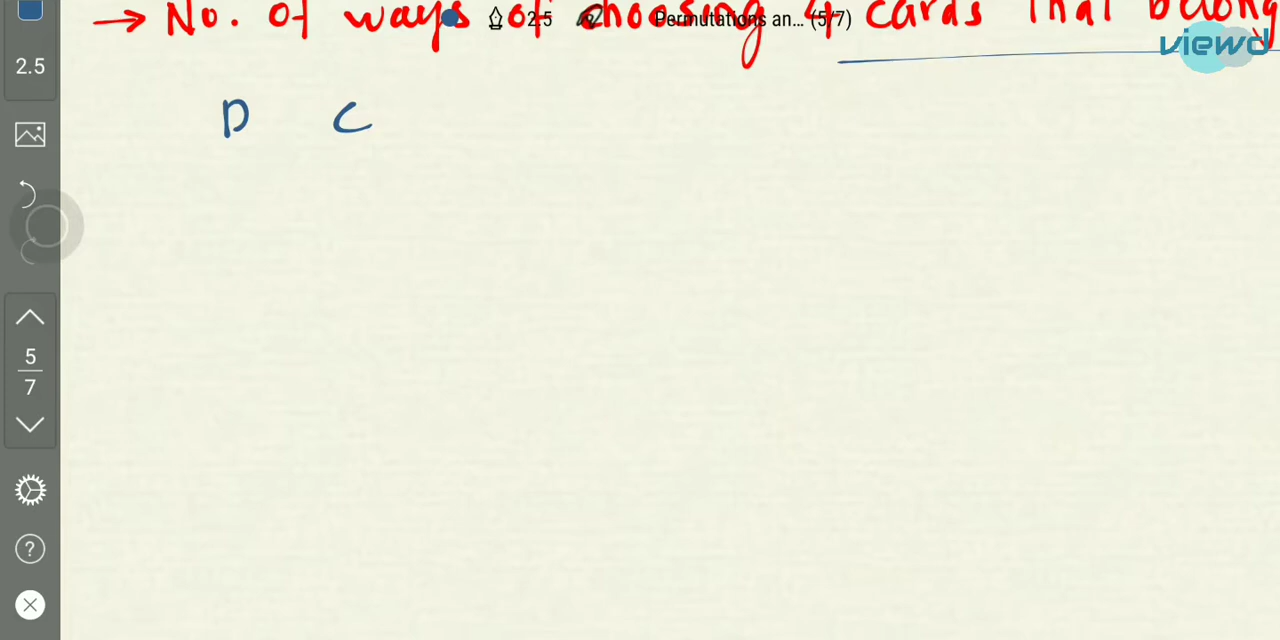 → No. of ways of choosing 4 cards that belong
2.5 Permutations an... (5/7)
viewd
2.5
D C
5
7
?